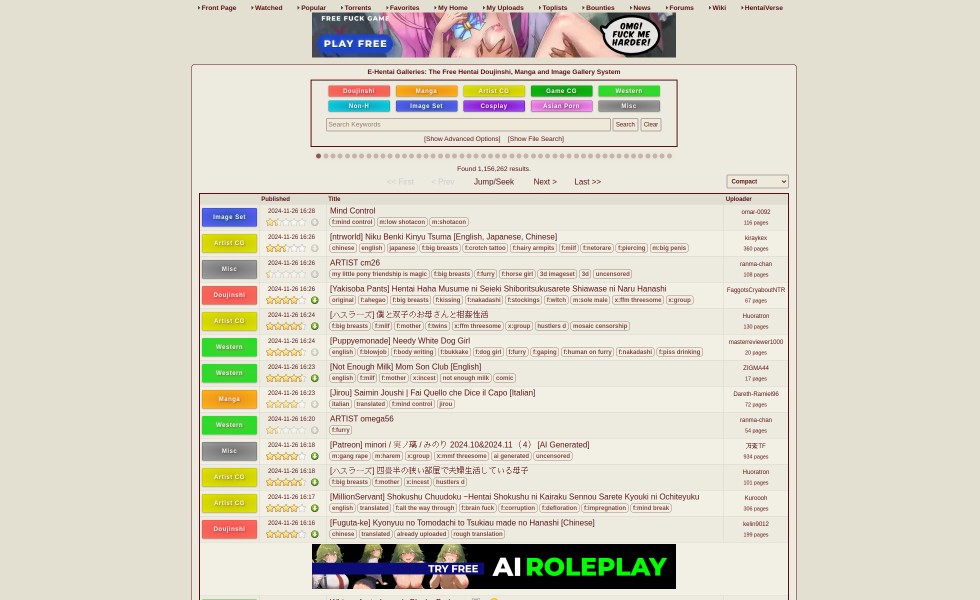 Front Page Watched Popular Torrents Favorites My Home My Uploads Toplists Bounties News Forums Wiki HentaiVerse
FREE FUCK GAME
PLAY FREE
OMG!
FUCK ME
HARDER!
E-Hentai Galleries: The Free Hentai Doujinshi, Manga and Image Gallery System
Doujinshi Manga Artist CG Game CG Western
Non-H Image Set Cosplay Asian Porn Misc
Search Keywords Search Clear
[Show Advanced Options] [Show File Search]
Found 1,156,262 results.
<< First < Prev Jump/Seek Next > Last >> Compact
Published Title Uploader
Image Set 2024-11-26 16:28 Mind Control omar-0092
f:mind control m:low shotacon m:shotacon 116 pages
Artist CG 2024-11-26 16:26 [ntrworld] Niku Benki Kinyu Tsuma [English, Japanese, Chinese] kiraykex
chinese english japanese f:big breasts f:crotch tattoo f:hairy armpits f:milf f:netorare f:piercing m:big penis 360 pages
Misc 2024-11-26 16:26 ARTIST cm26 ranma-chan
my little pony friendship is magic f:big breasts f:furry f:horse girl 3d imageset 3d uncensored 108 pages
Doujinshi 2024-11-26 16:26 [Yakisoba Pants] Hentai Haha Musume ni Seieki Shiboritsukusarete Shiawase ni Naru Hanashi FaggotsCryaboutNTR
original f:ahegao f:big breasts f:kissing f:nakadashi f:stockings f:witch m:sole male x:ffm threesome x:group 67 pages
Artist CG 2024-11-26 16:24 [ハスラーズ] 僕と双子のお母さんと相姦性活 Huoratron
f:big breasts f:milf f:mother f:twins x:ffm threesome x:group hustlers d mosaic censorship 130 pages
Western 2024-11-26 16:24 [Puppyemonade] Needy White Dog Girl masterreviewer1000
english f:blowjob f:body writing f:bukkake f:dog girl f:furry f:gaping f:human on furry f:nakadashi f:piss drinking 20 pages
Western 2024-11-26 16:23 [Not Enough Milk] Mom Son Club [English] ZIGMA44
english f:milf f:mother x:incest not enough milk comic 17 pages
Manga 2024-11-26 16:23 [Jirou] Saimin Joushi | Fai Quello che Dice il Capo [Italian] Dareth-Ramiel96
italian translated f:mind control jirou 72 pages
Western 2024-11-26 16:20 ARTIST omega56 ranma-chan
f:furry 54 pages
Misc 2024-11-26 16:18 [Patreon] minori / 実ノ璃 / みのり 2024.10&2024.11 （4） [AI Generated]
m:gang rape m:harem x:group x:mmf threesome ai generated uncensored 934 pages
Artist CG 2024-11-26 16:18 [ハスラーズ] 四畳半の狭い部屋で夫婦生活している母子 Huoratron
f:big breasts f:mother x:incest hustlers d 101 pages
Artist CG 2024-11-26 16:17 [MillionServant] Shokushu Chuudoku ~Hentai Shokushu ni Kairaku Sennou Sarete Kyouki ni Ochiteyuku Kuroooh
english translated f:all the way through f:brain fuck f:corruption f:defloration f:impregnation f:mind break 306 pages
Doujinshi 2024-11-26 16:16 [Fuguta-ke] Kyonyuu no Tomodachi to Tsukiau made no Hanashi [Chinese] kelin9012
chinese translated already uploaded rough translation 199 pages
TRY FREE AI ROLEPLAY